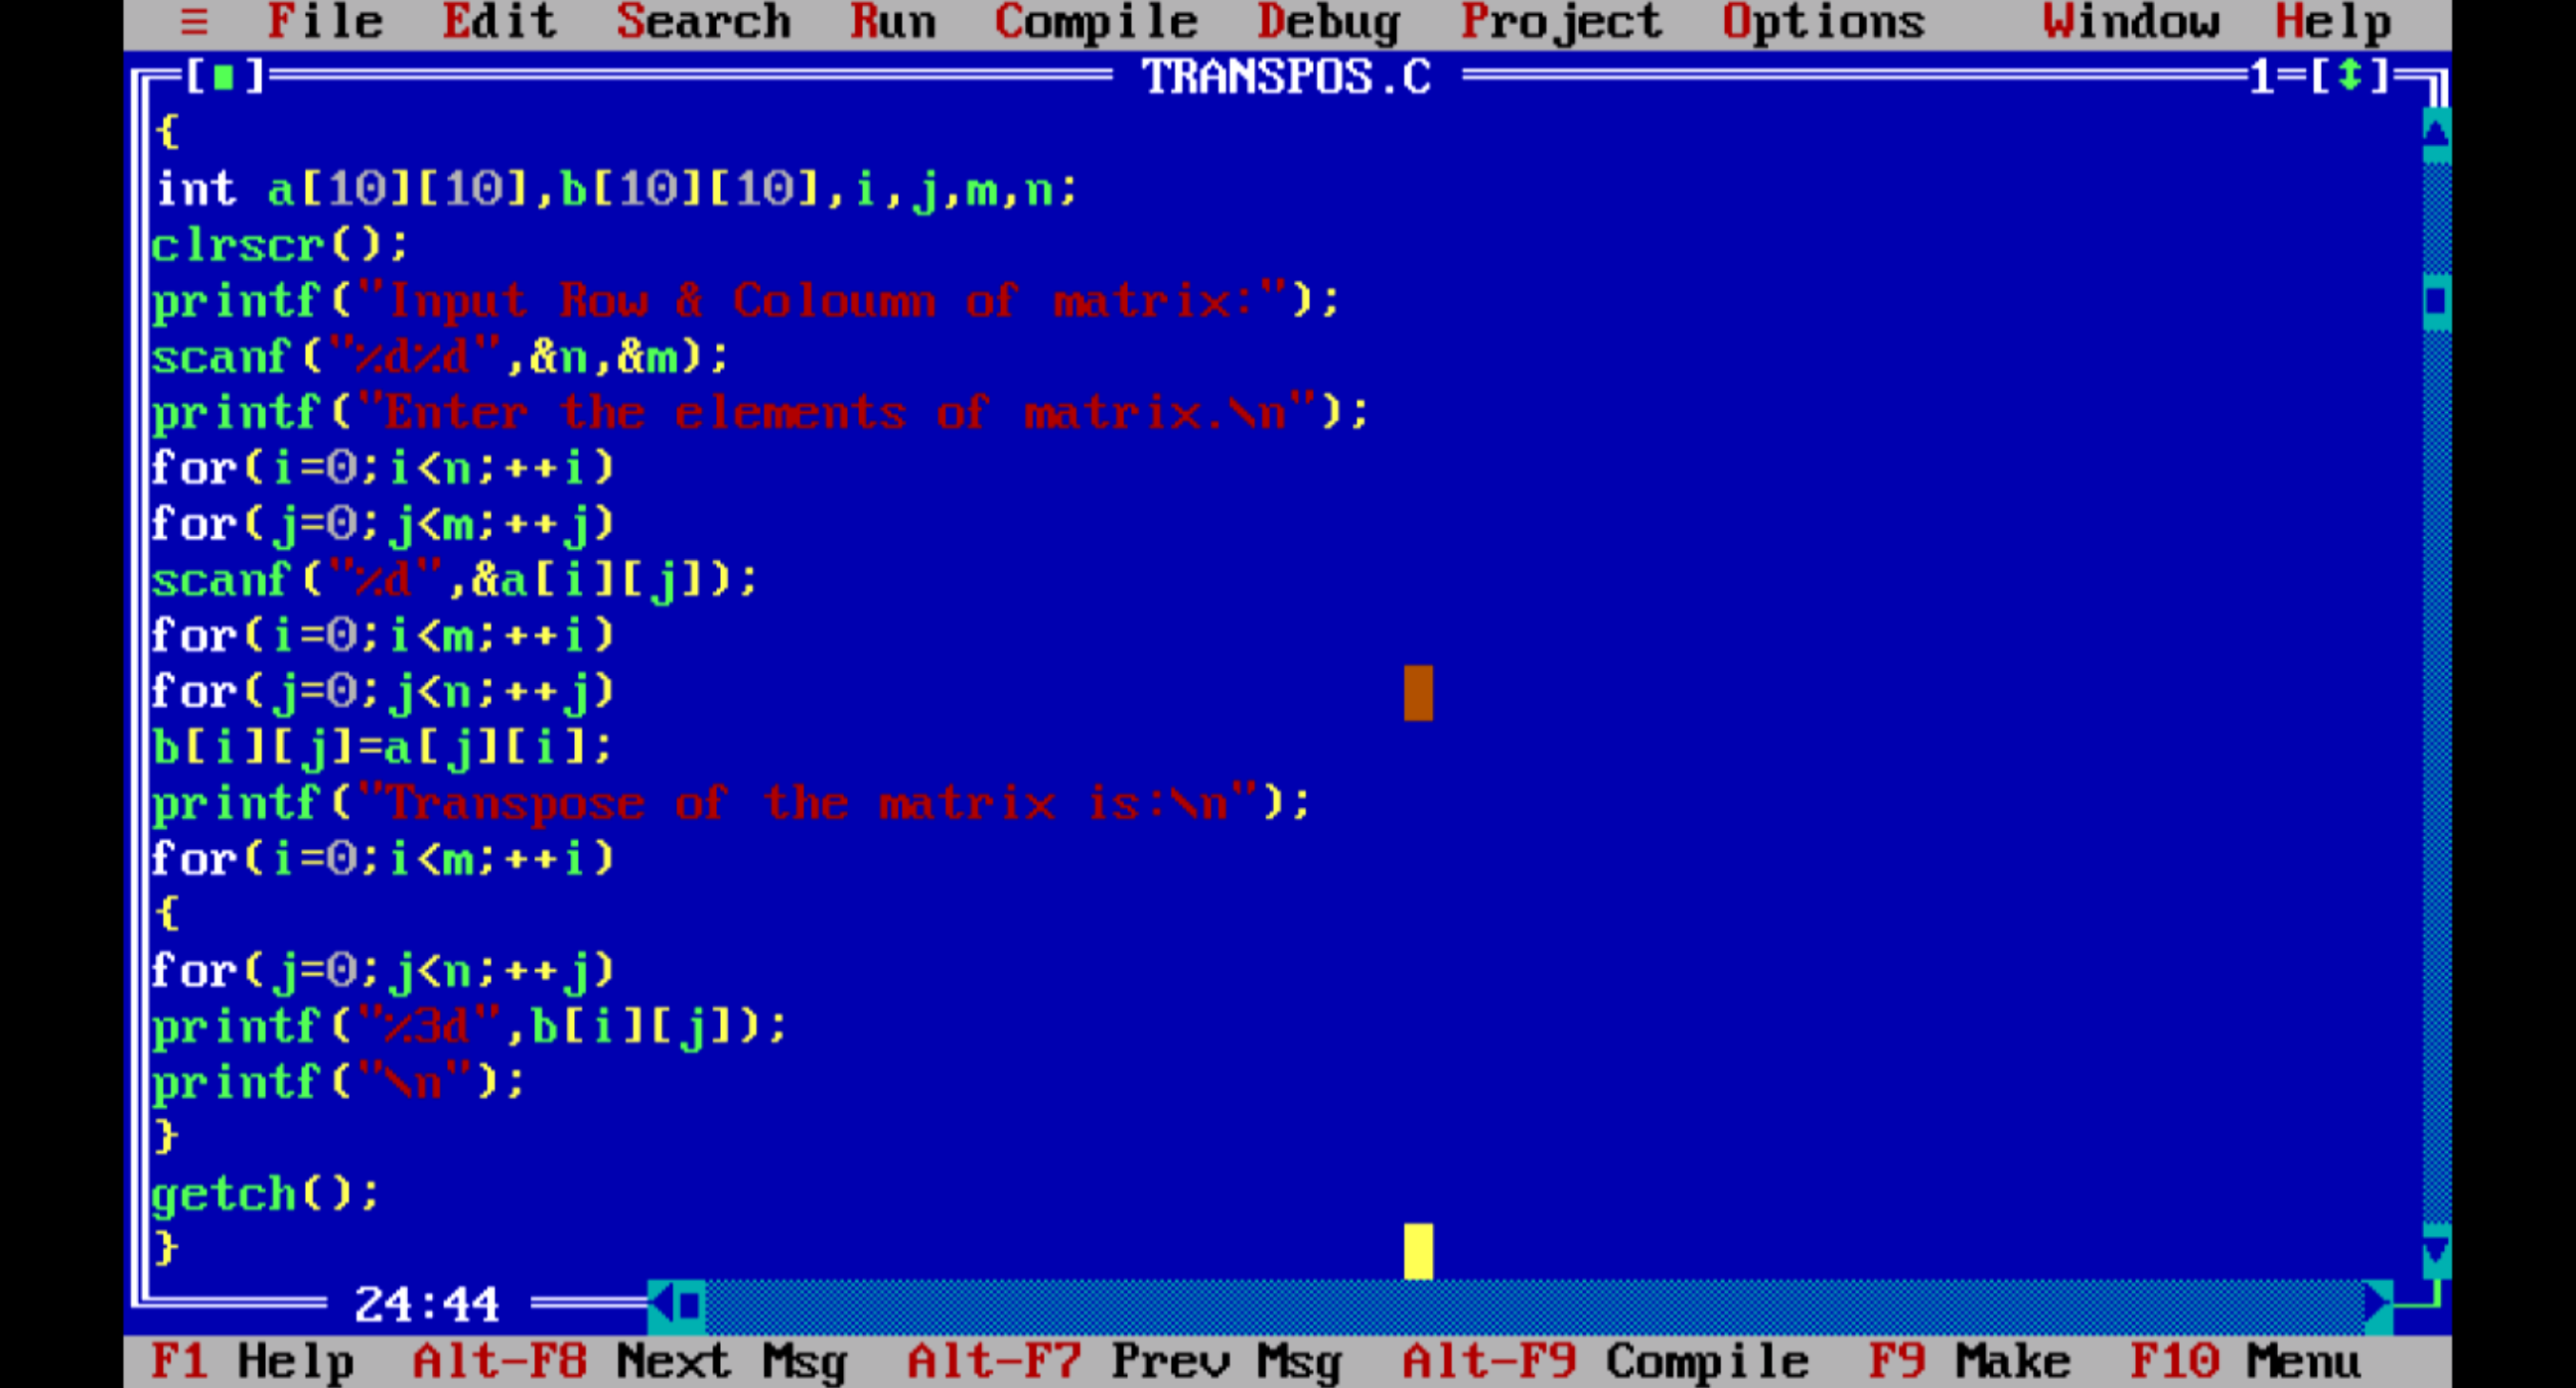 ≡ File Edit Search Run Compile Debug Project Options Window Help
[■] TRANSPOS.C 1=[↕]
{
int a[10][10],b[10][10],i,j,m,n;
clrscr();
printf("Input Row & Coloumn of matrix:");
scanf("%d%d",&n,&m);
printf("Enter the elements of matrix.\n");
for(i=0;i<n;++i)
for(j=0;j<m;++j)
scanf("%d",&a[i][j]);
for(i=0;i<m;++i)
for(j=0;j<n;++j)
b[i][j]=a[j][i];
printf("Transpose of the matrix is:\n");
for(i=0;i<m;++i)
{
for(j=0;j<n;++j)
printf("%3d",b[i][j]);
printf("\n");
}
getch();
}
24:44
F1 Help Alt-F8 Next Msg Alt-F7 Prev Msg Alt-F9 Compile F9 Make F10 Menu